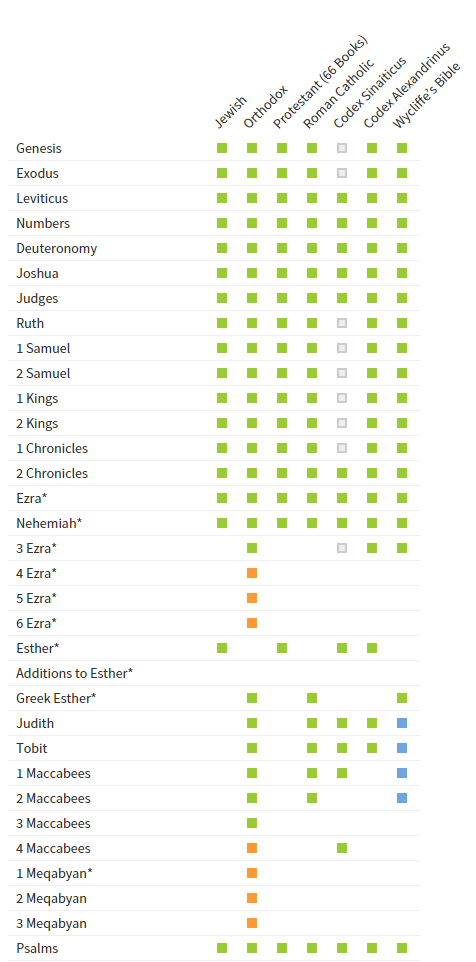 Jewish
Orthodox
Protestant (66 Books)
Roman Catholic
Codex Sinaiticus
Codex Alexandrinus
Wycliffe's Bible
Genesis
Exodus
Leviticus
Numbers
Deuteronomy
Joshua
Judges
Ruth
1 Samuel
2 Samuel
1 Kings
2 Kings
1 Chronicles
2 Chronicles
Ezra*
Nehemiah*
3 Ezra*
4 Ezra*
5 Ezra*
6 Ezra*
Esther*
Additions to Esther*
Greek Esther*
Judith
Tobit
1 Maccabees
2 Maccabees
3 Maccabees
4 Maccabees
1 Meqabyan*
2 Meqabyan
3 Meqabyan
Psalms